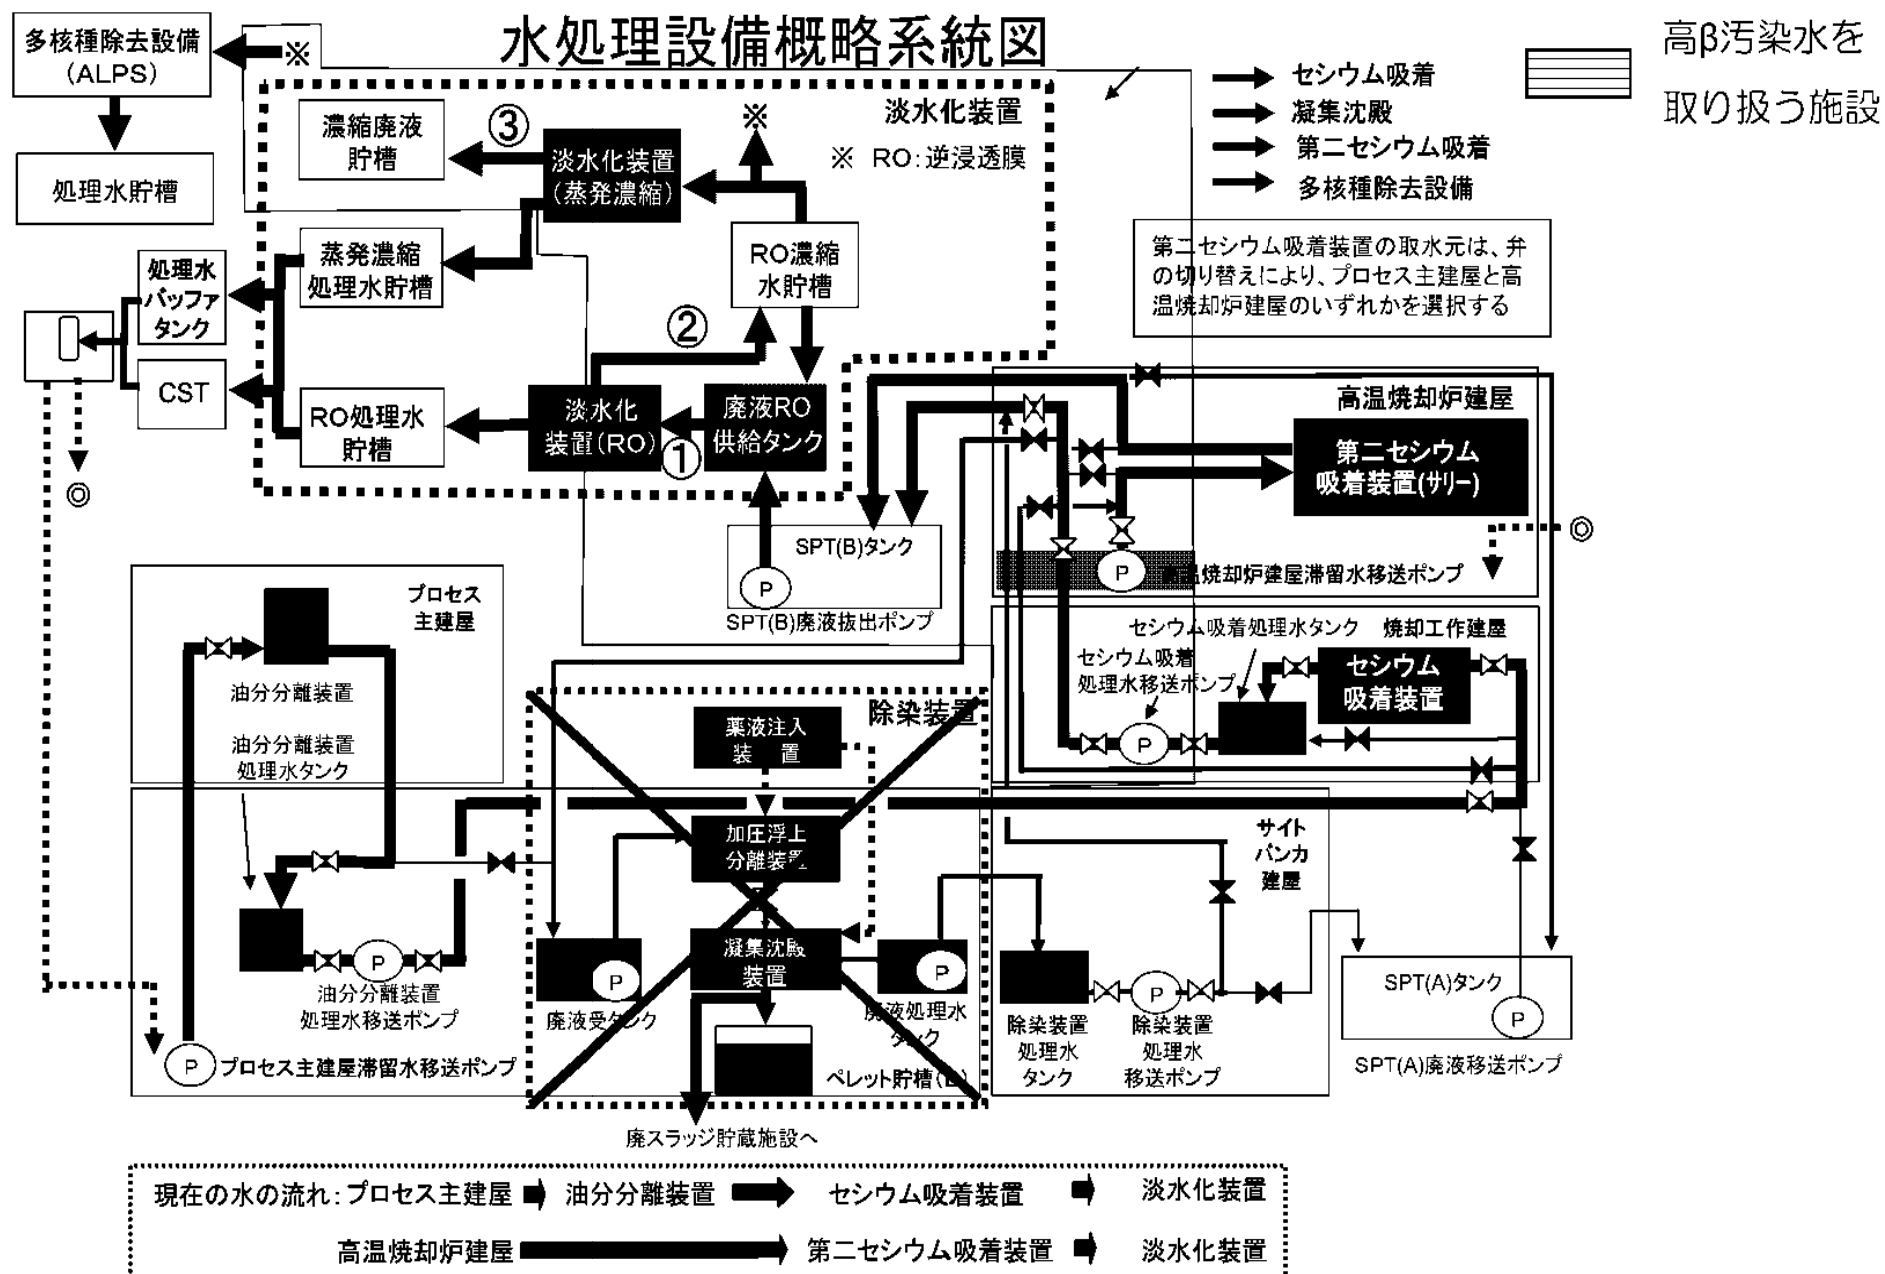 水処理設備概略系統図
高β汚染水を
取り扱う施設
セシウム吸着
凝集沈殿
第二セシウム吸着
多核種除去設備
多核種除去設備
(ALPS)
※
処理水貯槽
淡水化装置
※ RO:逆浸透膜
濃縮廃液
貯槽
③
淡水化装置
(蒸発濃縮)
※
RO濃縮
水貯槽
蒸発濃縮
処理水貯槽
処理水
バッファ
タンク
CST
②
RO処理水
貯槽
淡水化
装置(RO)
①
廃液RO
供給タンク
◎
第二セシウム吸着装置の取水元は、弁
の切り替えにより、プロセス主建屋と高
温焼却炉建屋のいずれかを選択する
高温焼却炉建屋
第二セシウム
吸着装置(サリー)
◎
P
高温焼却炉建屋滞留水移送ポンプ
SPT(B)タンク
P
SPT(B)廃液抜出ポンプ
セシウム吸着処理水タンク
焼却工作建屋
セシウム吸着
処理水移送ポンプ
P
セシウム
吸着装置
プロセス
主建屋
油分分離装置
油分分離装置
処理水タンク
P
油分分離装置
処理水移送ポンプ
P
プロセス主建屋滞留水移送ポンプ
除染装置
薬液注入
装 置
加圧浮上
分離装置
凝集沈殿
装置
P
廃液受タンク
P
廃液処理水
タンク
ペレット貯槽(D)
廃スラッジ貯蔵施設へ
サイト
バンカ
建屋
除染装置
処理水
タンク
P
除染装置
処理水
移送ポンプ
SPT(A)タンク
P
SPT(A)廃液移送ポンプ
現在の水の流れ:プロセス主建屋 油分分離装置 セシウム吸着装置 淡水化装置
高温焼却炉建屋 第二セシウム吸着装置 淡水化装置